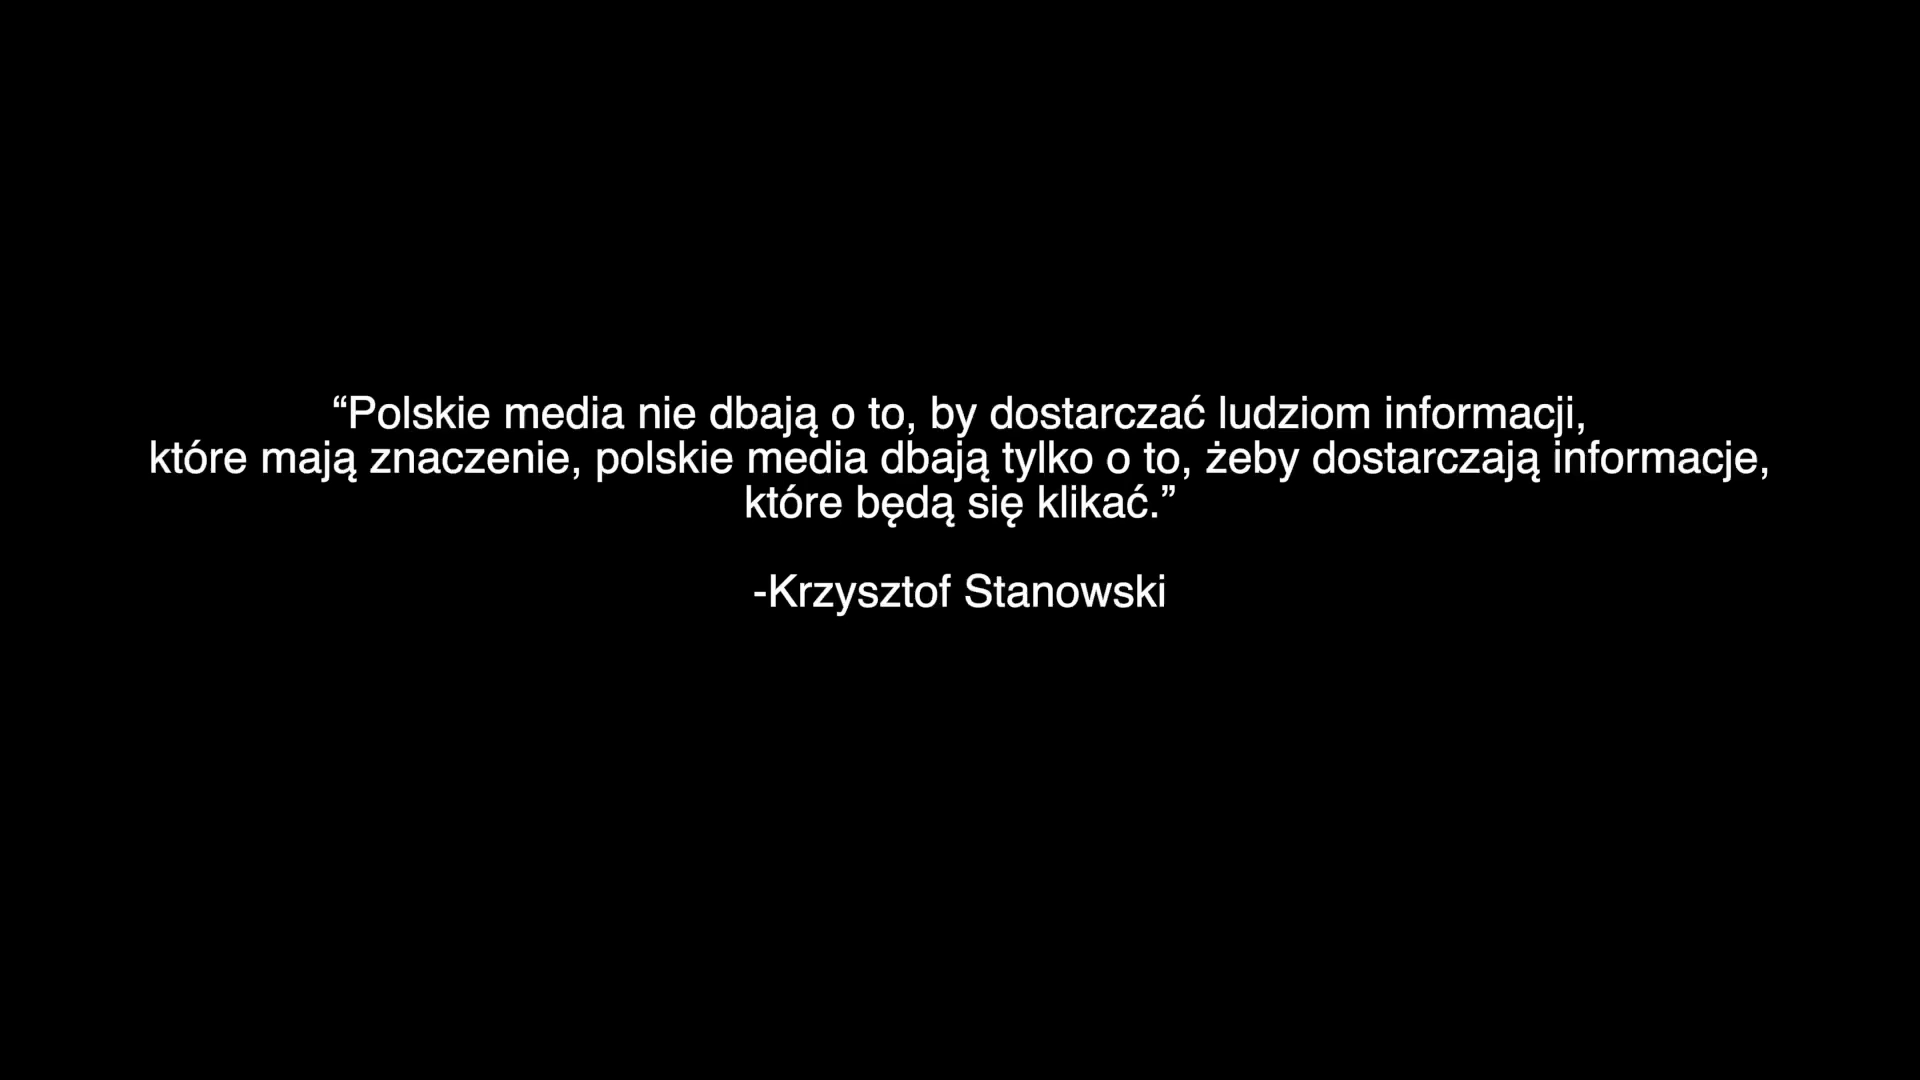 “Polskie media nie dbają o to, by dostarczać ludziom informacji,
które mają znaczenie, polskie media dbają tylko o to, żeby dostarczają informacje,
które będą się klikać.”
-Krzysztof Stanowski